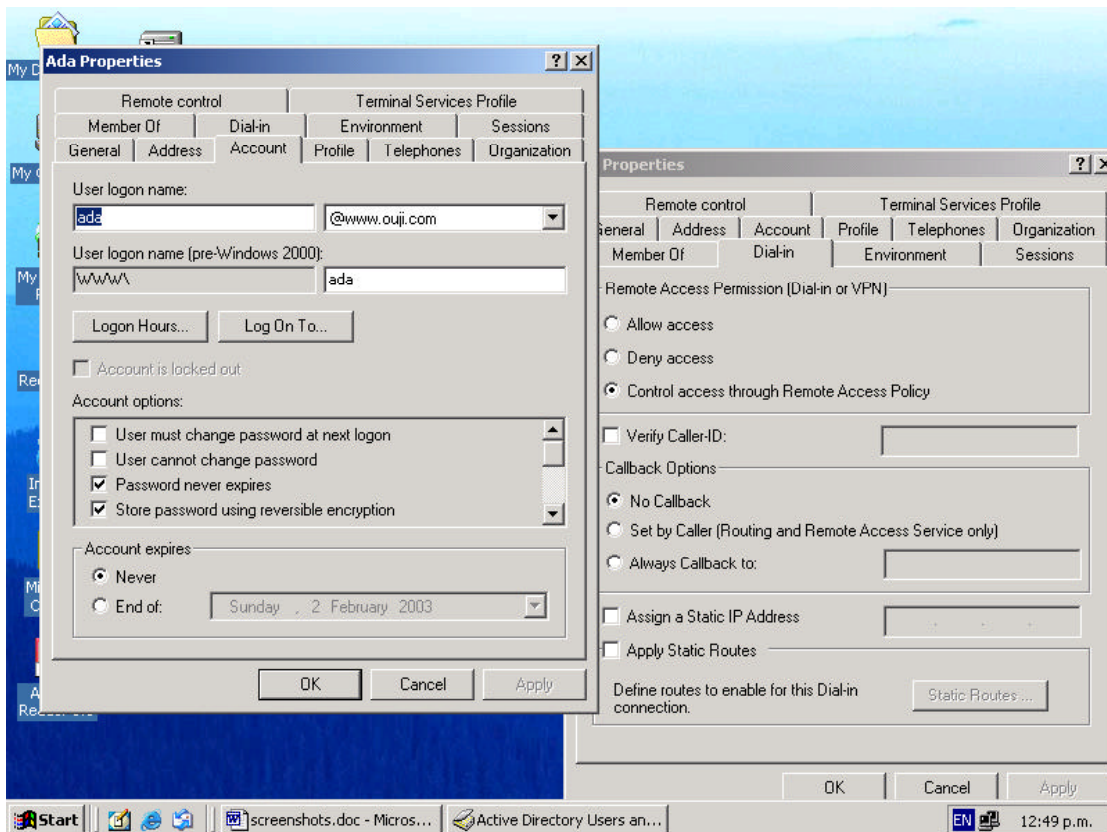 Ada Properties
Remote control
Terminal Services Profile
Member Of
Dial-in
Environment
Sessions
General
Address
Account
Profile
Telephones
Organization
User logon name:
ada
@www.ouji.com
User logon name (pre-Windows 2000):
WWW\
ada
Logon Hours...
Log On To...
Account is locked out
Account options:
User must change password at next logon
User cannot change password
Password never expires
Store password using reversible encryption
Account expires
Never
End of:
Sunday , 2 February 2003
OK
Cancel
Apply
Properties
Remote control
Terminal Services Profile
General
Address
Account
Profile
Telephones
Organization
Member Of
Dial-in
Environment
Sessions
Remote Access Permission (Dial-in or VPN)
Allow access
Deny access
Control access through Remote Access Policy
Verify Caller-ID:
Callback Options
No Callback
Set by Caller (Routing and Remote Access Service only)
Always Callback to:
Assign a Static IP Address
Apply Static Routes
Define routes to enable for this Dial-in
connection.
Static Routes ...
OK
Cancel
Apply
My
My
My
Start
screenshots.doc - Micros...
Active Directory Users an...
EN
12:49 p.m.